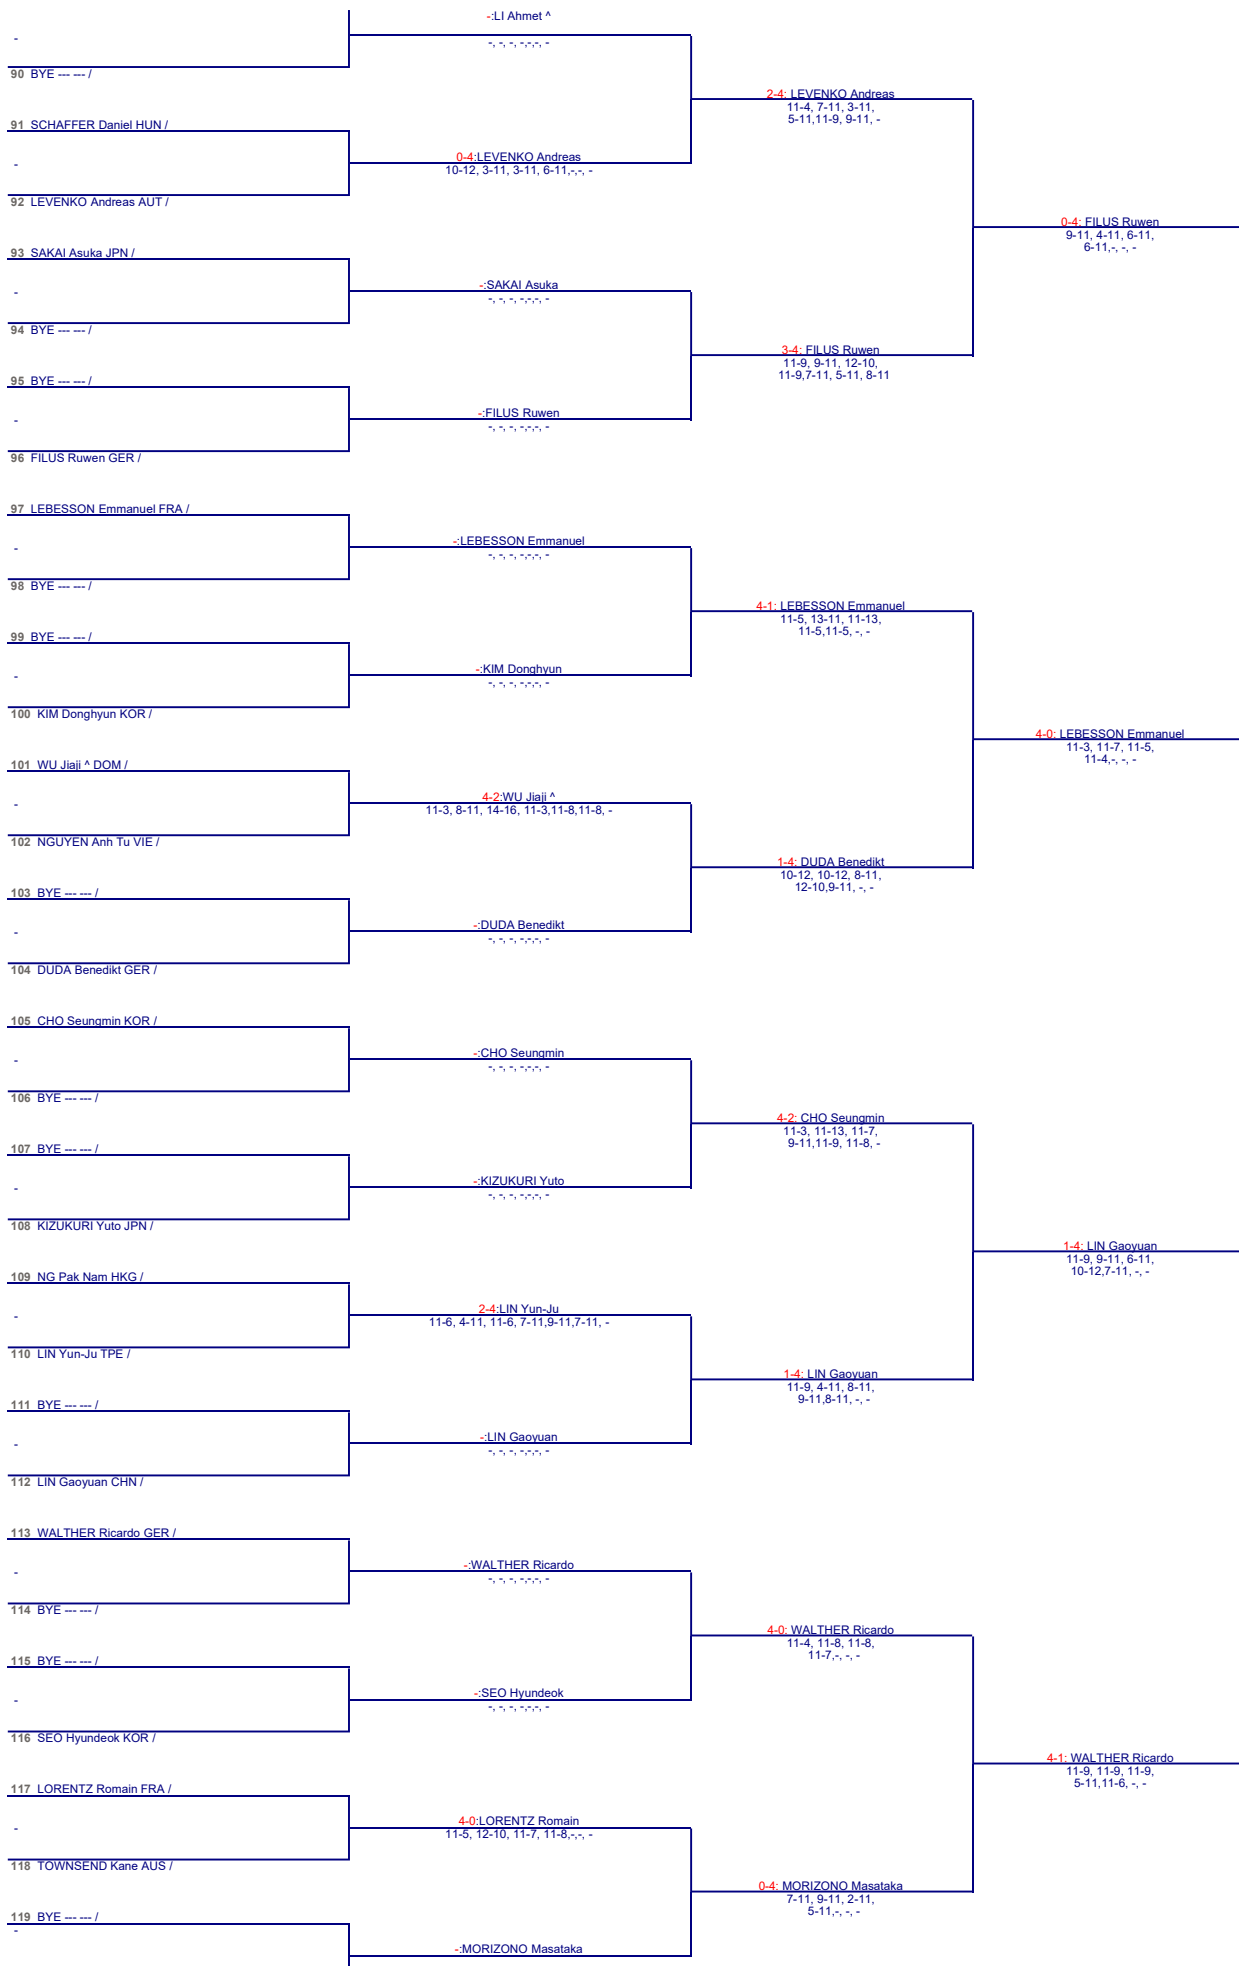 -:LI Ahmet ^
-
-, -, -, -,-,-, -
90 BYE --- --- /
2-4: LEVENKO Andreas
11-4, 7-11, 3-11,
5-11,11-9, 9-11, -
91 SCHAFFER Daniel HUN /
-
0-4:LEVENKO Andreas
10-12, 3-11, 3-11, 6-11,-,-, -
92 LEVENKO Andreas AUT /
0-4: FILUS Ruwen
9-11, 4-11, 6-11,
6-11,-, -, -
93 SAKAI Asuka JPN /
-
-:SAKAI Asuka
-, -, -, -,-,-, -
94 BYE --- --- /
3-4: FILUS Ruwen
11-9, 9-11, 12-10,
11-9,7-11, 5-11, 8-11
95 BYE --- --- /
-
-:FILUS Ruwen
-, -, -, -,-,-, -
96 FILUS Ruwen GER /
97 LEBESSON Emmanuel FRA /
-
-:LEBESSON Emmanuel
-, -, -, -,-,-, -
98 BYE --- --- /
4-1: LEBESSON Emmanuel
11-5, 13-11, 11-13,
11-5,11-5, -, -
99 BYE --- --- /
-
-:KIM Donghyun
-, -, -, -,-,-, -
100 KIM Donghyun KOR /
4-0: LEBESSON Emmanuel
11-3, 11-7, 11-5,
11-4,-, -, -
101 WU Jiaji ^ DOM /
-
4-2:WU Jiaji ^
11-3, 8-11, 14-16, 11-3,11-8,11-8, -
102 NGUYEN Anh Tu VIE /
1-4: DUDA Benedikt
10-12, 10-12, 8-11,
12-10,9-11, -, -
103 BYE --- --- /
-
-:DUDA Benedikt
-, -, -, -,-,-, -
104 DUDA Benedikt GER /
105 CHO Seungmin KOR /
-
-:CHO Seungmin
-, -, -, -,-,-, -
106 BYE --- --- /
4-2: CHO Seungmin
11-3, 11-13, 11-7,
9-11,11-9, 11-8, -
107 BYE --- --- /
-
-:KIZUKURI Yuto
-, -, -, -,-,-, -
108 KIZUKURI Yuto JPN /
1-4: LIN Gaoyuan
11-9, 9-11, 6-11,
10-12,7-11, -, -
109 NG Pak Nam HKG /
-
2-4:LIN Yun-Ju
11-6, 4-11, 11-6, 7-11,9-11,7-11, -
110 LIN Yun-Ju TPE /
1-4: LIN Gaoyuan
11-9, 4-11, 8-11,
9-11,8-11, -, -
111 BYE --- --- /
-
-:LIN Gaoyuan
-, -, -, -,-,-, -
112 LIN Gaoyuan CHN /
113 WALTHER Ricardo GER /
-
-:WALTHER Ricardo
-, -, -, -,-,-, -
114 BYE --- --- /
4-0: WALTHER Ricardo
11-4, 11-8, 11-8,
11-7,-, -, -
115 BYE --- --- /
-
-:SEO Hyundeok
-, -, -, -,-,-, -
116 SEO Hyundeok KOR /
4-1: WALTHER Ricardo
11-9, 11-9, 11-9,
5-11,11-6, -, -
117 LORENTZ Romain FRA /
-
4-0:LORENTZ Romain
11-5, 12-10, 11-7, 11-8,-,-, -
118 TOWNSEND Kane AUS /
0-4: MORIZONO Masataka
7-11, 9-11, 2-11,
5-11,-, -, -
119 BYE --- --- /
-
-:MORIZONO Masataka